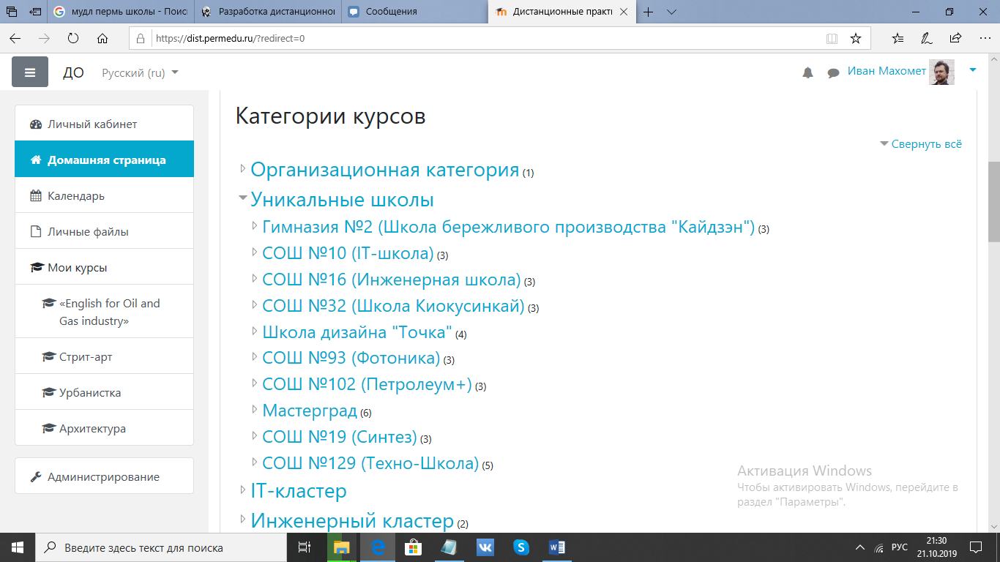 мудл пермь школы - Поис
Разработка дистанционног
Сообщения
Дистанционные практи
https://dist.permedu.ru/?redirect=0
ДО
Русский (ru)
Иван Махомет
Личный кабинет
Домашняя страница
Календарь
Личные файлы
Мои курсы
«English for Oil and
Gas industry»
Стрит-арт
Урбанистка
Архитектура
Администрирование
Категории курсов
Свернуть всё
Организационная категория (1)
Уникальные школы
Гимназия №2 (Школа бережливого производства "Кайдзэн") (3)
СОШ №10 (IT-школа) (3)
СОШ №16 (Инженерная школа) (3)
СОШ №32 (Школа Киокусинкай) (3)
Школа дизайна "Точка" (4)
СОШ №93 (Фотоника) (3)
СОШ №102 (Петролеум+) (3)
Мастерград (6)
СОШ №19 (Синтез) (3)
СОШ №129 (Техно-Школа) (5)
IT-кластер
Инженерный кластер (2)
Активация Windows
Чтобы активировать Windows, перейдите в
раздел "Параметры".
Введите здесь текст для поиска
РУС
21:30
21.10.2019